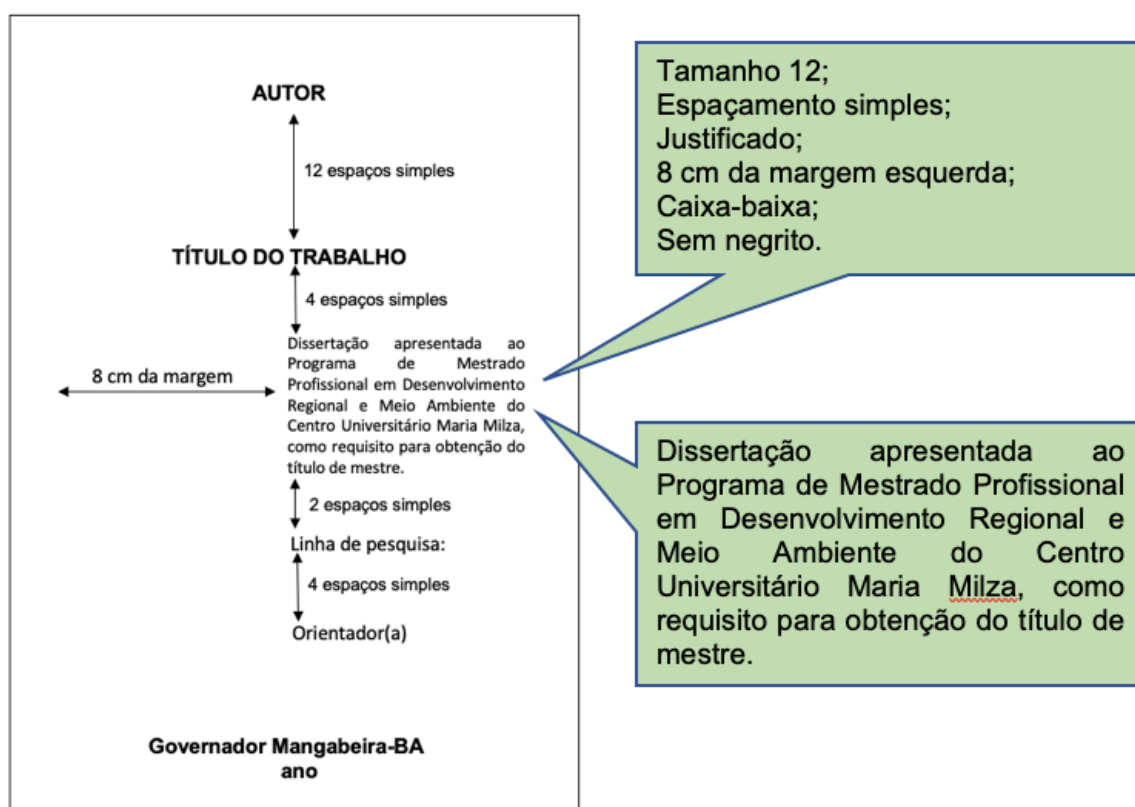 AUTOR
12 espaços simples
TÍTULO DO TRABALHO
4 espaços simples
8 cm da margem
Dissertação apresentada ao
Programa de Mestrado
Profissional em Desenvolvimento
Regional e Meio Ambiente do
Centro Universitário Maria Milza,
como requisito para obtenção do
título de mestre.
2 espaços simples
Linha de pesquisa:
4 espaços simples
Orientador(a)
Governador Mangabeira-BA
ano
Tamanho 12;
Espaçamento simples;
Justificado;
8 cm da margem esquerda;
Caixa-baixa;
Sem negrito.
Dissertação apresentada ao
Programa de Mestrado Profissional
em Desenvolvimento Regional e
Meio Ambiente do Centro
Universitário Maria Milza, como
requisito para obtenção do título de
mestre.